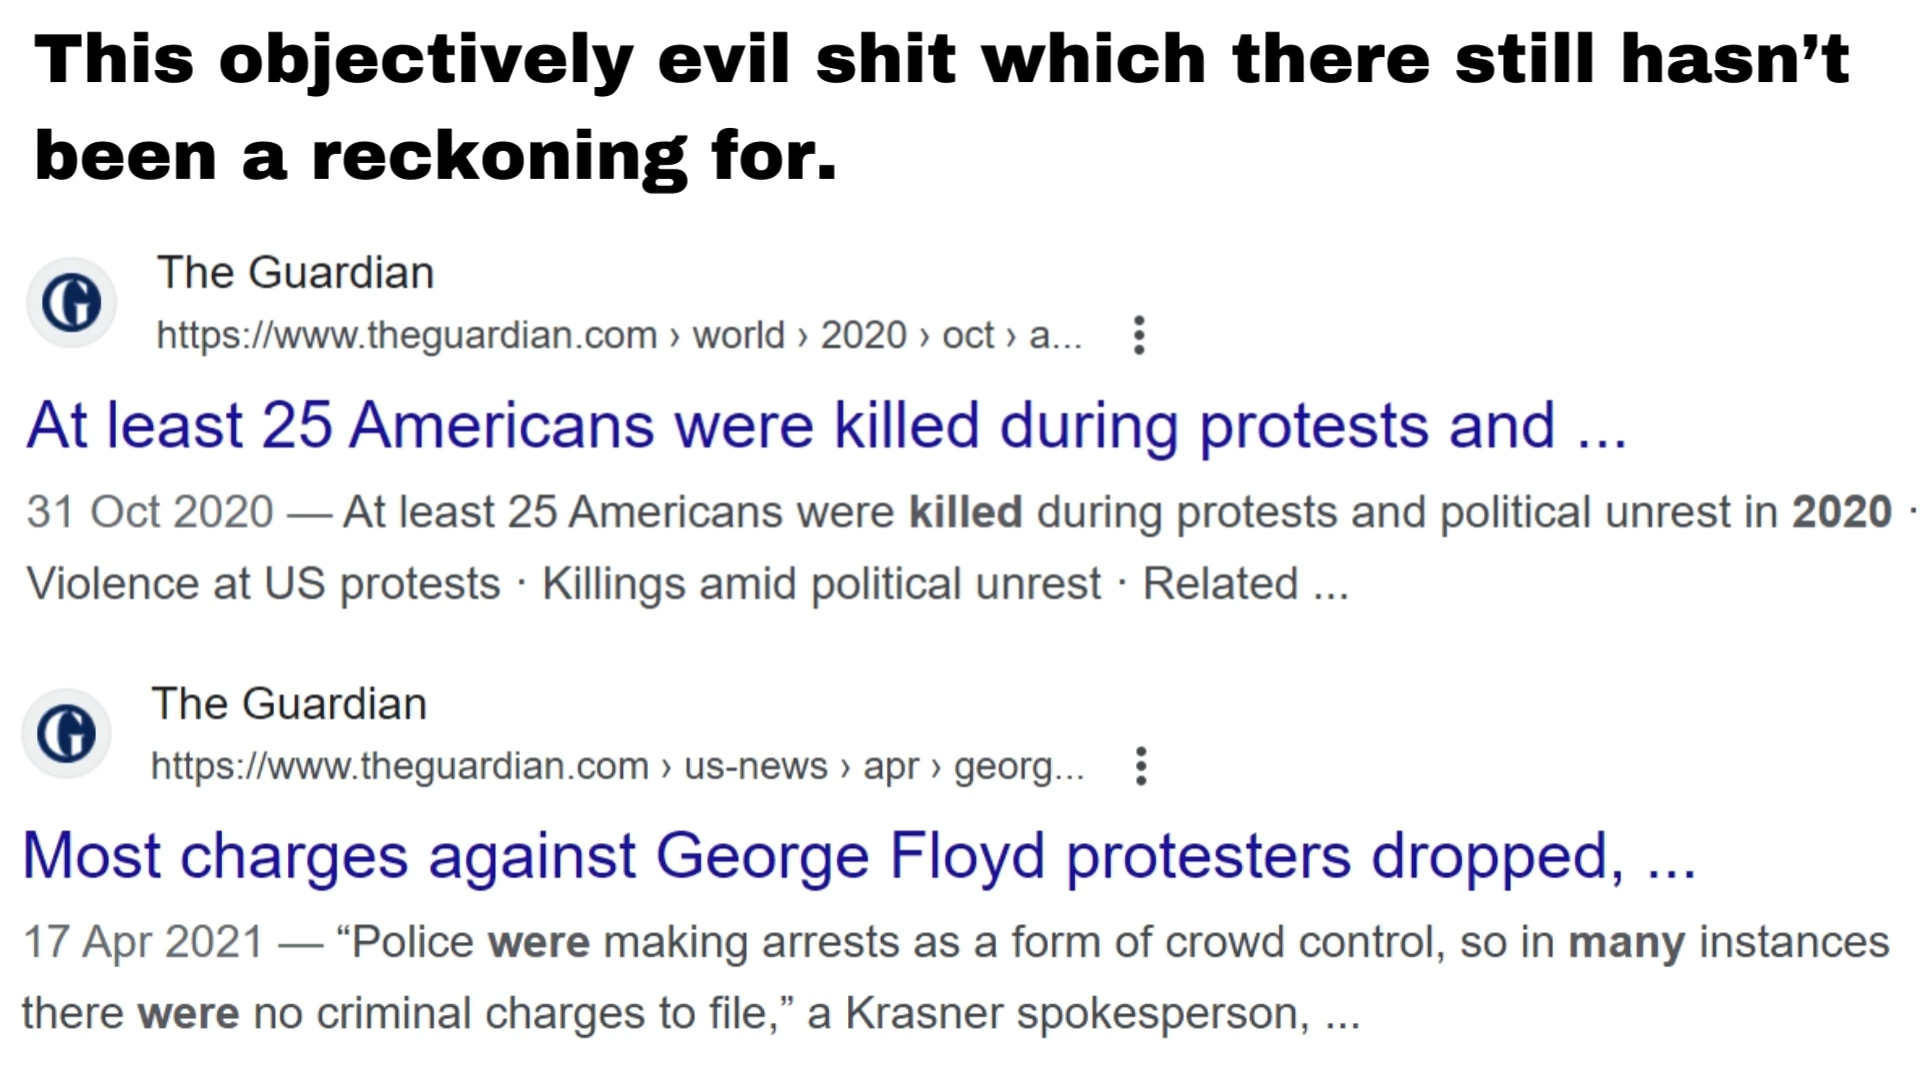 This objectively evil shit which there still hasn’t
been a reckoning for.
The Guardian
https://www.theguardian.com › world › 2020 › oct › a...
At least 25 Americans were killed during protests and ...
31 Oct 2020 — At least 25 Americans were killed during protests and political unrest in 2020 ·
Violence at US protests · Killings amid political unrest · Related ...
The Guardian
https://www.theguardian.com › us-news › apr › georg...
Most charges against George Floyd protesters dropped, ...
17 Apr 2021 — “Police were making arrests as a form of crowd control, so in many instances
there were no criminal charges to file,” a Krasner spokesperson, ...